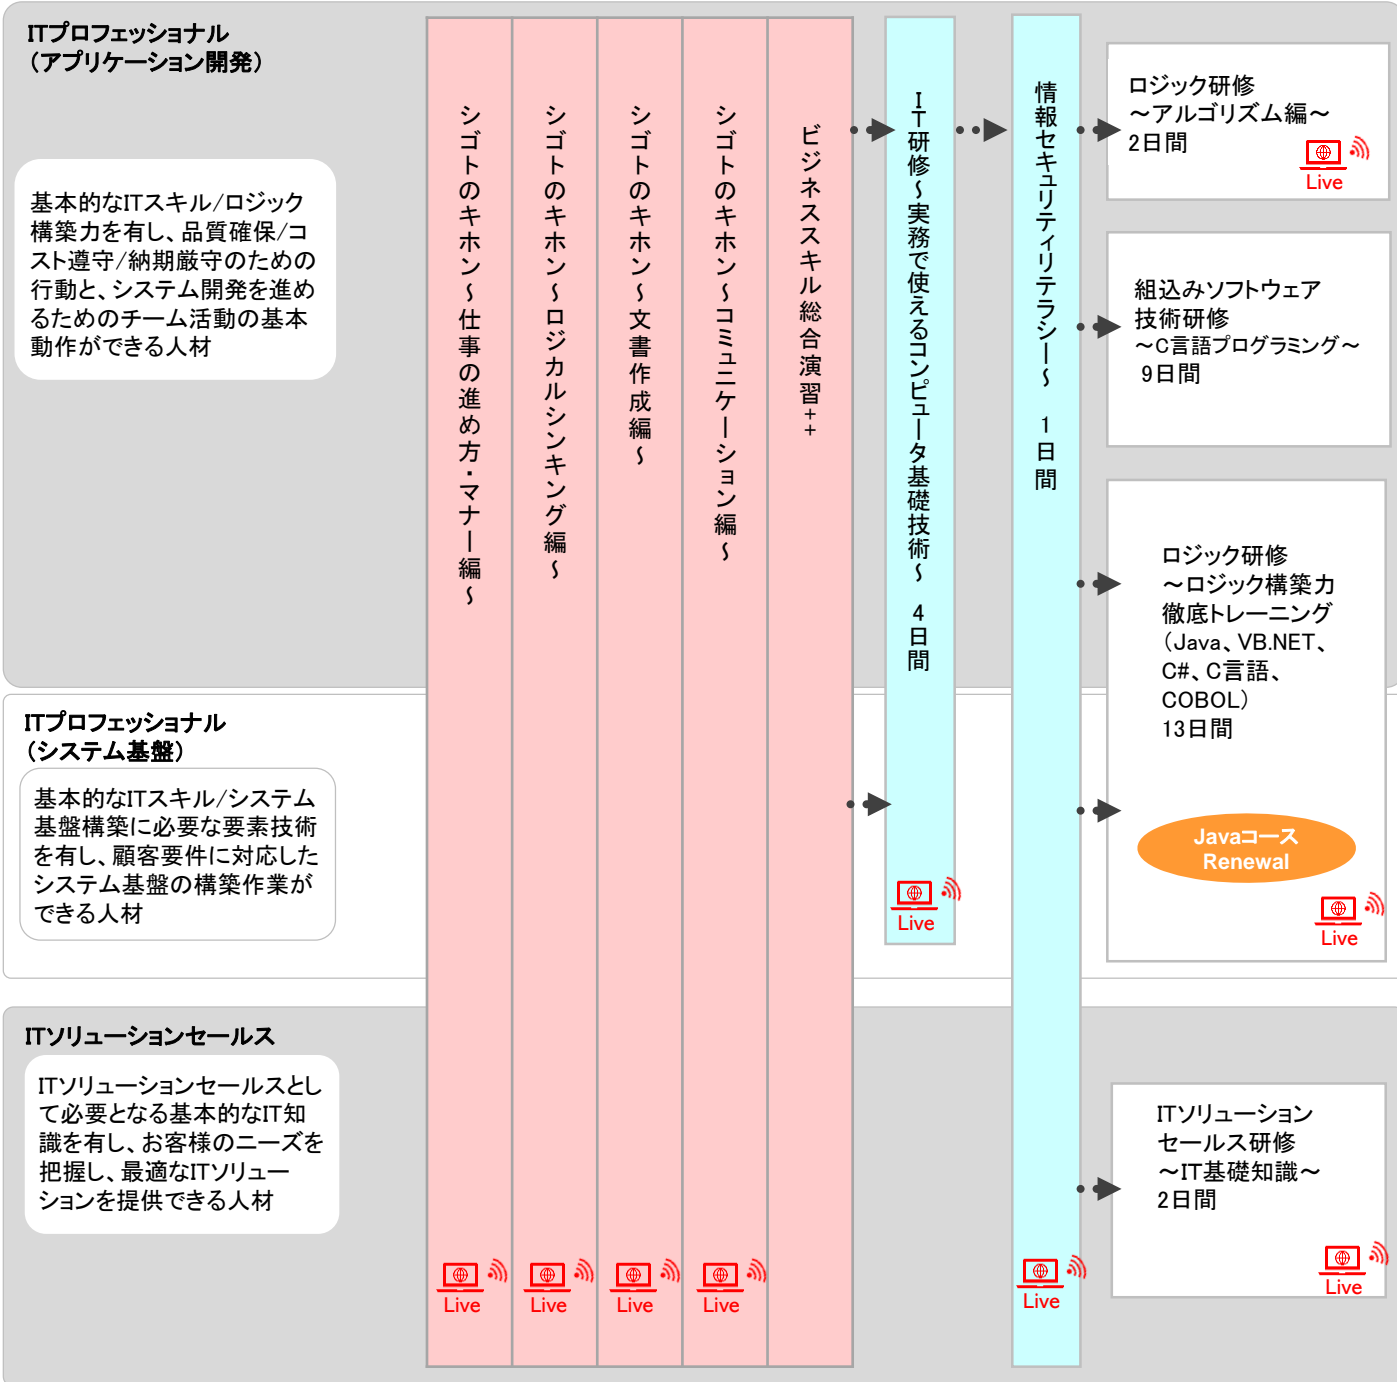 ITプロフェッショナル
（アプリケーション開発）
基本的なITスキル/ロジック
構築力を有し、品質確保/コ
スト遵守/納期厳守のための
行動と、システム開発を進め
るためのチーム活動の基本
動作ができる人材
ITプロフェッショナル
（システム基盤）
基本的なITスキル/システム
基盤構築に必要な要素技術
を有し、顧客要件に対応した
システム基盤の構築作業が
できる人材
ITソリューションセールス
ITソリューションセールスとし
て必要となる基本的なIT知
識を有し、お客様のニーズを
把握し、最適なITソリュー
ションを提供できる人材
シゴトのキホン～仕事の進め方・マナー編～
Live
シゴトのキホン～ロジカルシンキング編～
Live
シゴトのキホン～文書作成編～
Live
シゴトのキホン～コミュニケーション編～
Live
ビジネススキル総合演習++
IT研修～実務で使えるコンピュータ基礎技術～　4日間
Live
情報セキュリティリテラシー～　1日間
Live
ロジック研修
～アルゴリズム編～
2日間
Live
組込みソフトウェア
技術研修
～C言語プログラミング～
9日間
ロジック研修
～ロジック構築力
徹底トレーニング
（Java、VB.NET、
C#、C言語、
COBOL）
13日間
Javaコース
Renewal
Live
ITソリューション
セールス研修
～IT基礎知識～
2日間
Live